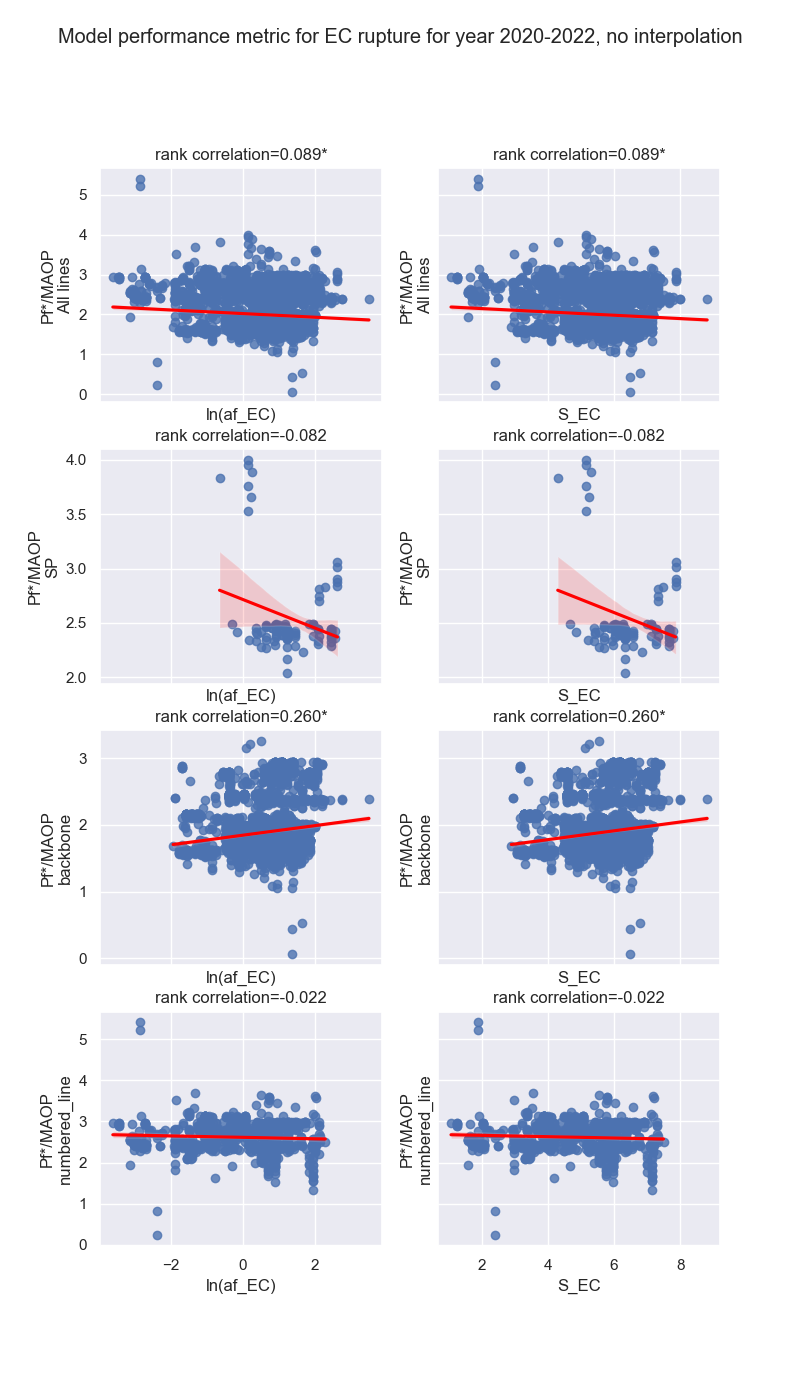 Model performance metric for EC rupture for year 2020-2022, no interpolation
rank correlation=0.089*
rank correlation=0.089*
5
4
3
2
1
0
Pf*/MAOP
All lines
Pf*/MAOP
All lines
ln(af_EC)
S_EC
rank correlation=-0.082
rank correlation=-0.082
4.0
3.5
3.0
2.5
2.0
Pf*/MAOP
SP
Pf*/MAOP
SP
ln(af_EC)
S_EC
rank correlation=0.260*
rank correlation=0.260*
3
2
1
0
Pf*/MAOP
backbone
Pf*/MAOP
backbone
ln(af_EC)
S_EC
rank correlation=-0.022
rank correlation=-0.022
5
4
3
2
1
0
Pf*/MAOP
numbered_line
Pf*/MAOP
numbered_line
−2 0 2
2 4 6 8
ln(af_EC)
S_EC